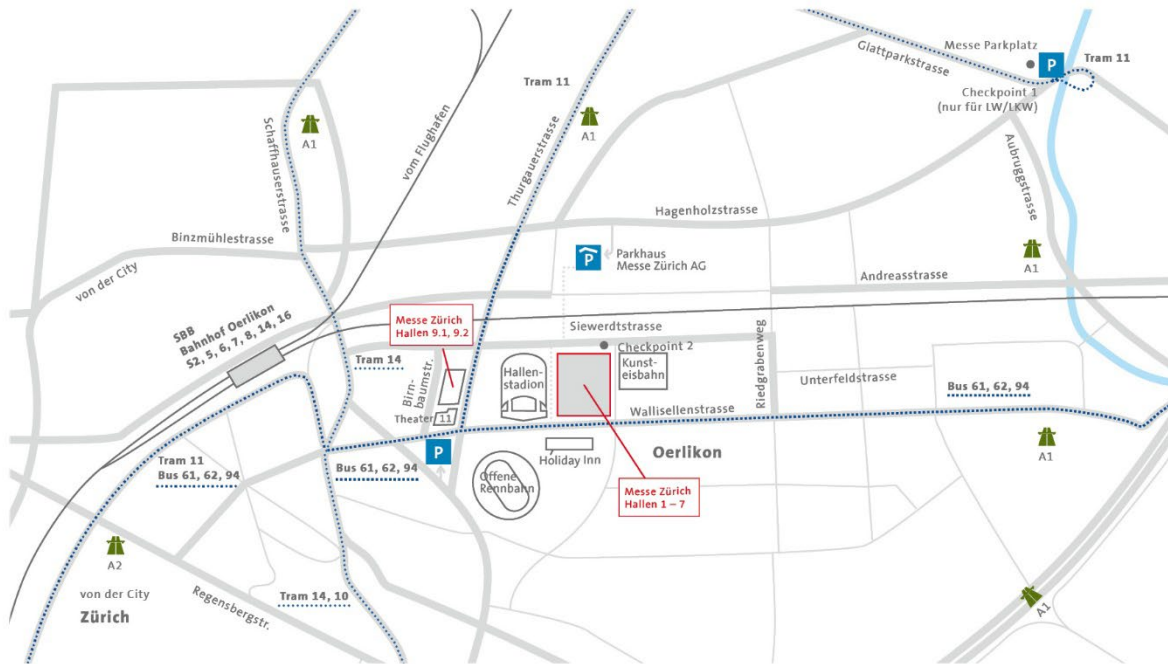 Glattparkstrasse
Messe Parkplatz
P
Tram 11
Checkpoint 1
(nur für LW/LKW)
Tram 11
A1
A1
Schaffhauserstrasse
vom Flughafen
Thurgauerstrasse
Aubruggstrasse
Hagenholzstrasse
Binzmühlestrasse
P
Parkhaus
Messe Zürich AG
A1
Andreasstrasse
von der City
SBB
Bahnhof Oerlikon
S2, 5, 6, 7, 8, 14, 16
Messe Zürich
Hallen 9.1, 9.2
Siewerdtstrasse
Checkpoint 2
Riedgrabenweg
Tram 14
Birn-
baumstr.
Hallen-
stadion
Kunst-
eisbahn
Unterfeldstrasse
Bus 61, 62, 94
Theater 11
Wallisellenstrasse
P
A1
Holiday Inn
Oerlikon
Tram 11
Bus 61, 62, 94
Bus 61, 62, 94
Offene
Rennbahn
Messe Zürich
Hallen 1 – 7
A2
von der City
Zürich
Regensbergstr.
Tram 14, 10
A1